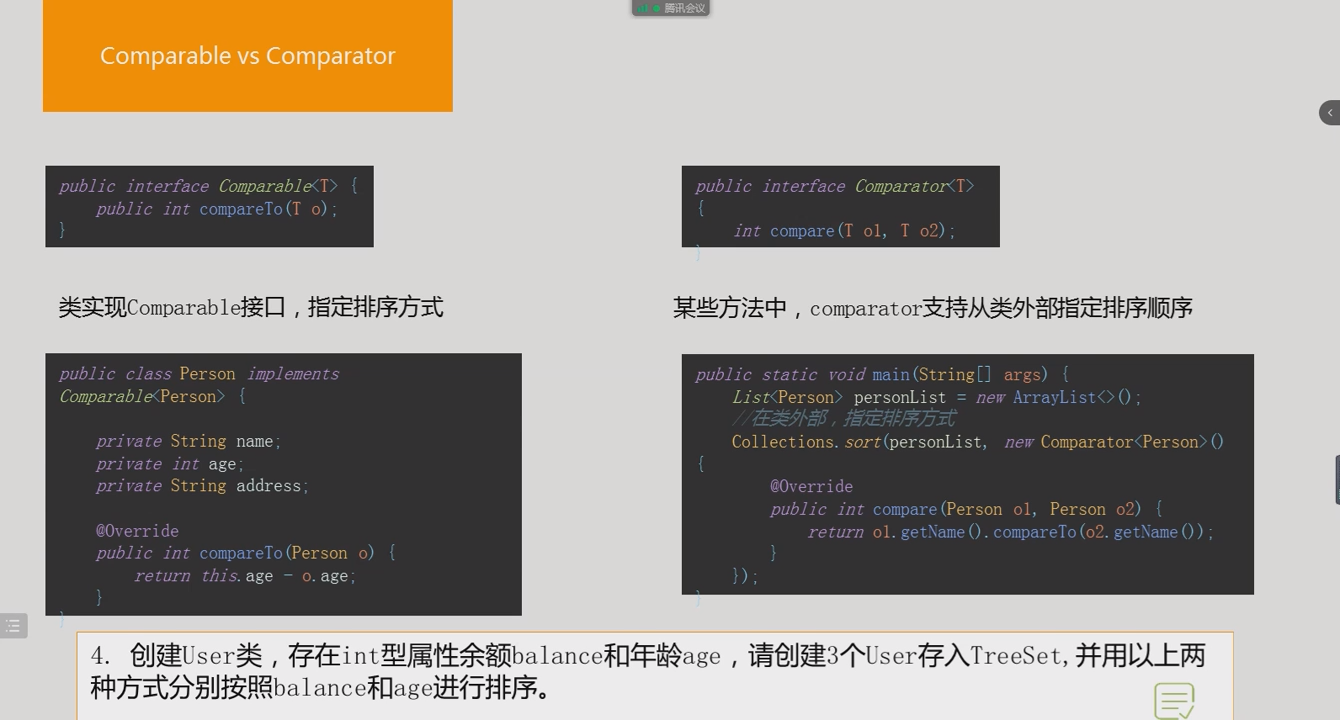 腾讯会议
Comparable vs Comparator
public interface Comparable<T> {
public int compareTo(T o);
}
public interface Comparator<T>
{
int compare(T o1, T o2);
}
类实现Comparable接口，指定排序方式
某些方法中，comparator支持从类外部指定排序顺序
public class Person implements
Comparable<Person> {
private String name;
private int age;
private String address;
@Override
public int compareTo(Person o) {
return this.age - o.age;
}
}
public static void main(String[] args) {
List<Person> personList = new ArrayList<>();
//在类外部，指定排序方式
Collections.sort(personList, new Comparator<Person>()
{
@Override
public int compare(Person o1, Person o2) {
return o1.getName().compareTo(o2.getName());
}
});
}
4. 创建User类，存在int型属性余额balance和年龄age，请创建3个User存入TreeSet,并用以上两
种方式分别按照balance和age进行排序。